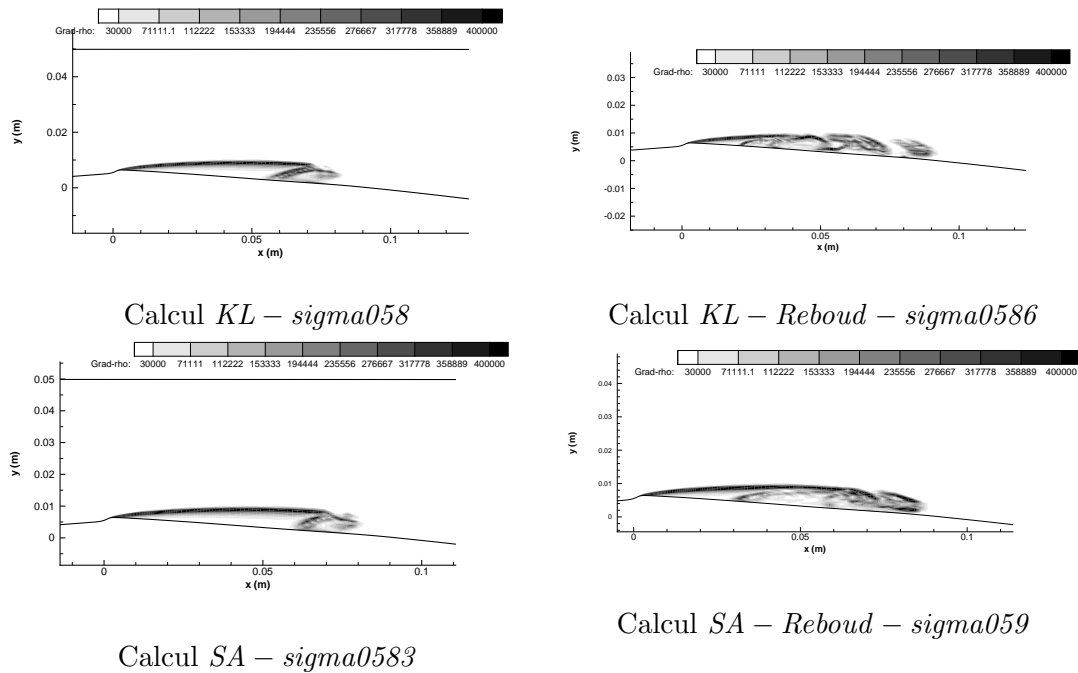 Grad-rho: 30000 71111.1 112222 153333 194444 235556 276667 317778 358889 400000
0.04
0.02
0
y (m)
0 0.05 0.1
x (m)
Calcul KL – sigma058
Grad-rho: 30000 71111 112222 153333 194444 235556 276667 317778 358889 400000
0.03
0.02
0.01
0
-0.01
-0.02
y (m)
0 0.05 0.1
x (m)
Calcul KL – Reboud – sigma0586
Grad-rho: 30000 71111 112222 153333 194444 235556 276667 317778 358889 400000
0.05
0.04
0.03
0.02
0.01
0
y (m)
0 0.05 0.1
x (m)
Calcul SA – sigma0583
Grad-rho: 30000 71111.1 112222 153333 194444 235556 276667 317778 358889 400000
0.04
0.03
0.02
0.01
0
y (m)
0 0.05 0.1
x (m)
Calcul SA – Reboud – sigma059